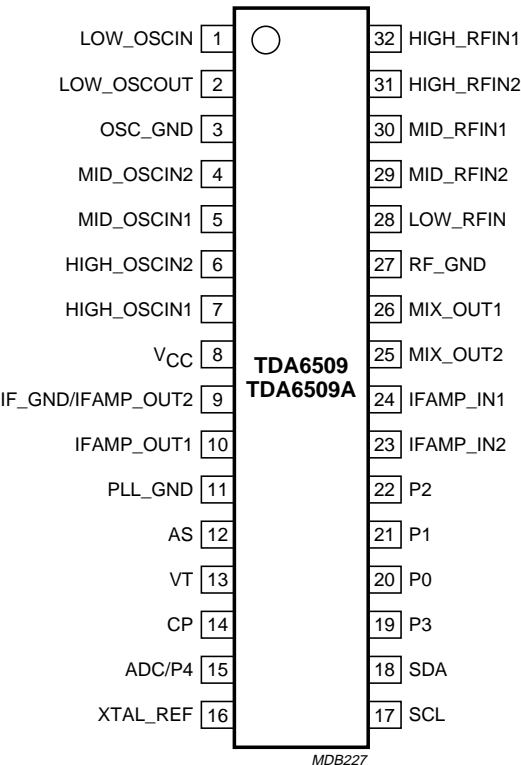 LOW_OSCIN 1 32 HIGH_RFIN1
LOW_OSCOUT 2 31 HIGH_RFIN2
OSC_GND 3 30 MID_RFIN1
MID_OSCIN2 4 29 MID_RFIN2
MID_OSCIN1 5 28 LOW_RFIN
HIGH_OSCIN2 6 27 RF_GND
HIGH_OSCIN1 7 26 MIX_OUT1
VCC 8 25 MIX_OUT2
TDA6509
TDA6509A
IF_GND/IFAMP_OUT2 9 24 IFAMP_IN1
IFAMP_OUT1 10 23 IFAMP_IN2
PLL_GND 11 22 P2
AS 12 21 P1
VT 13 20 P0
CP 14 19 P3
ADC/P4 15 18 SDA
XTAL_REF 16 17 SCL
MDB227